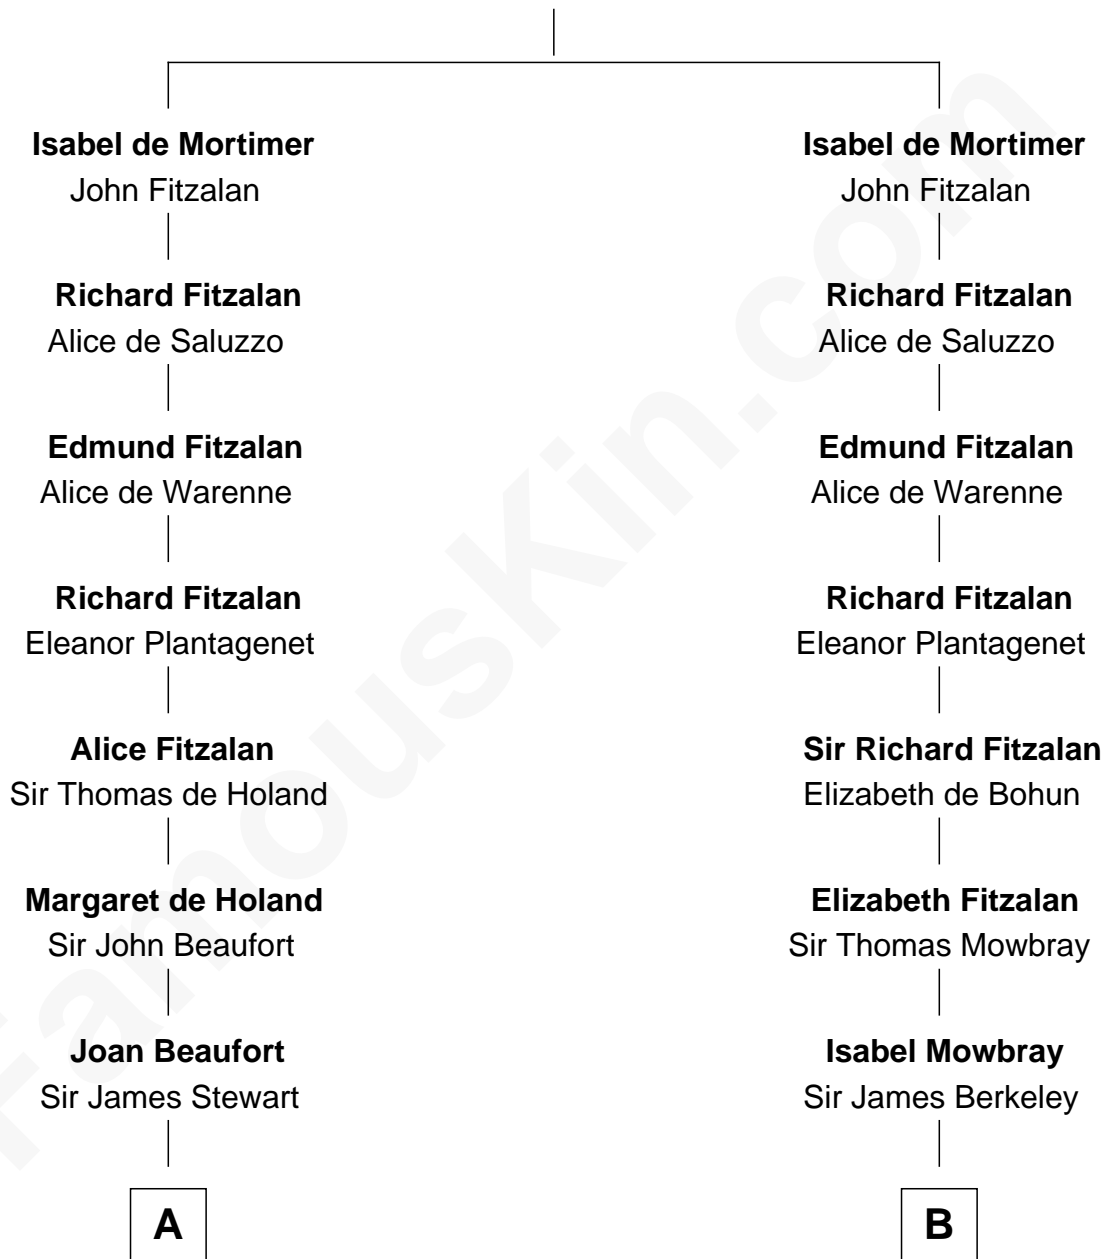 Isabel de Mortimer
John Fitzalan
Richard Fitzalan
Alice de Saluzzo
Edmund Fitzalan
Alice de Warenne
Richard Fitzalan
Eleanor Plantagenet
Alice Fitzalan
Sir Thomas de Holand
Margaret de Holand
Sir John Beaufort
Joan Beaufort
Sir James Stewart
A
Isabel de Mortimer
John Fitzalan
Richard Fitzalan
Alice de Saluzzo
Edmund Fitzalan
Alice de Warenne
Richard Fitzalan
Eleanor Plantagenet
Sir Richard Fitzalan
Elizabeth de Bohun
Elizabeth Fitzalan
Sir Thomas Mowbray
Isabel Mowbray
Sir James Berkeley
B
FamousKin.com